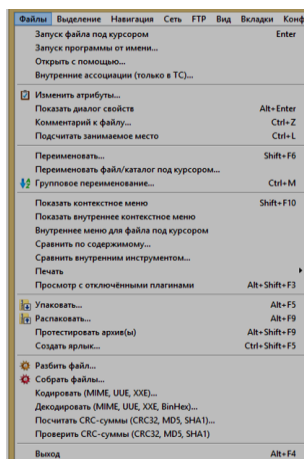 Файлы Выделение Навигация Сеть FTP Вид Вкладки Конф
Запуск файла под курсором Enter
Запуск программы от имени...
Открыть с помощью...
Внутренние ассоциации (только в TC)...
Изменить атрибуты...
Показать диалог свойств Alt+Enter
Комментарий к файлу... Ctrl+Z
Подсчитать занимаемое место Ctrl+L
Переименовать... Shift+F6
Переименовать файл/каталог под курсором...
Групповое переименование... Ctrl+M
Показать контекстное меню Shift+F10
Показать внутреннее контекстное меню
Внутреннее меню для файла под курсором
Сравнить по содержимому...
Сравнить внутренним инструментом...
Печать
Просмотр с отключёнными плагинами Alt+Shift+F3
Упаковать... Alt+F5
Распаковать... Alt+F9
Протестировать архив(ы) Alt+Shift+F9
Создать ярлык... Ctrl+Shift+F5
Разбить файл...
Собрать файлы...
Кодировать (MIME, UUE, XXE)...
Декодировать (MIME, UUE, XXE, BinHex)...
Посчитать CRC-суммы (CRC32, MD5, SHA1)...
Проверить CRC-суммы (CRC32, MD5, SHA1)
Выход Alt+F4